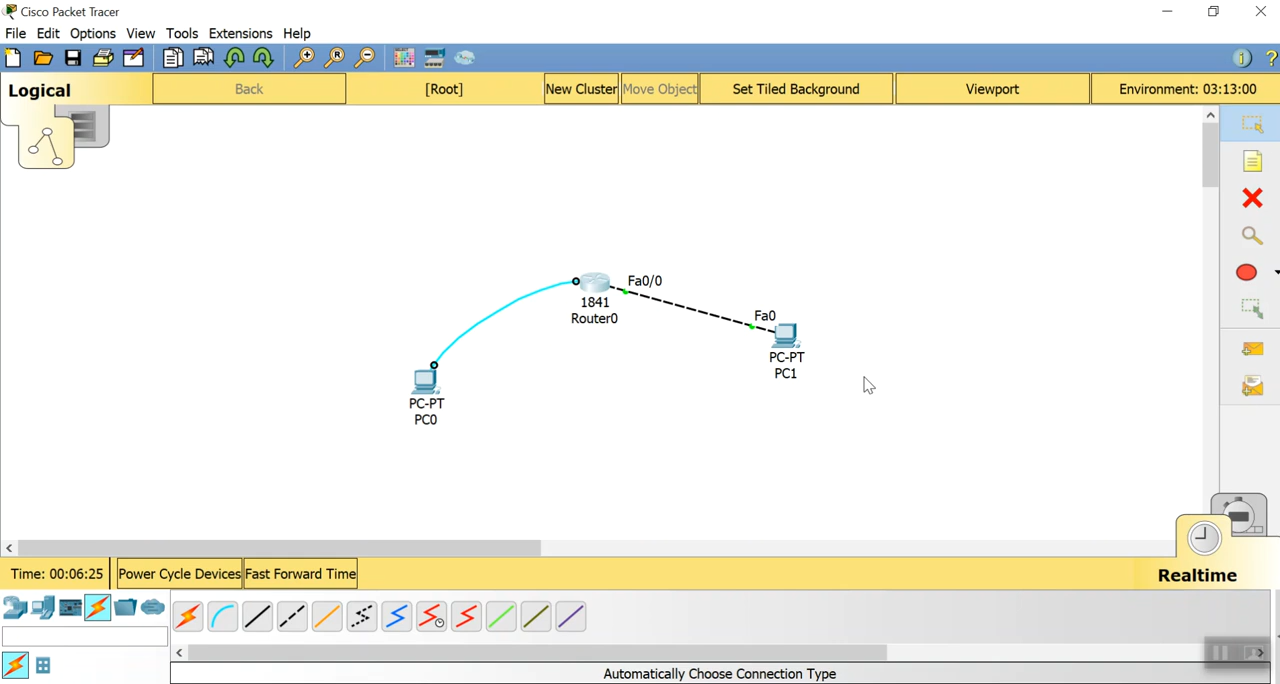 Cisco Packet Tracer
File Edit Options View Tools Extensions Help
Logical Back [Root] New Cluster Move Object Set Tiled Background Viewport Environment: 03:13:00
Fa0/0
1841
Router0
Fa0
PC-PT
PC1
PC-PT
PC0
Time: 00:06:25 Power Cycle Devices Fast Forward Time Realtime
Automatically Choose Connection Type